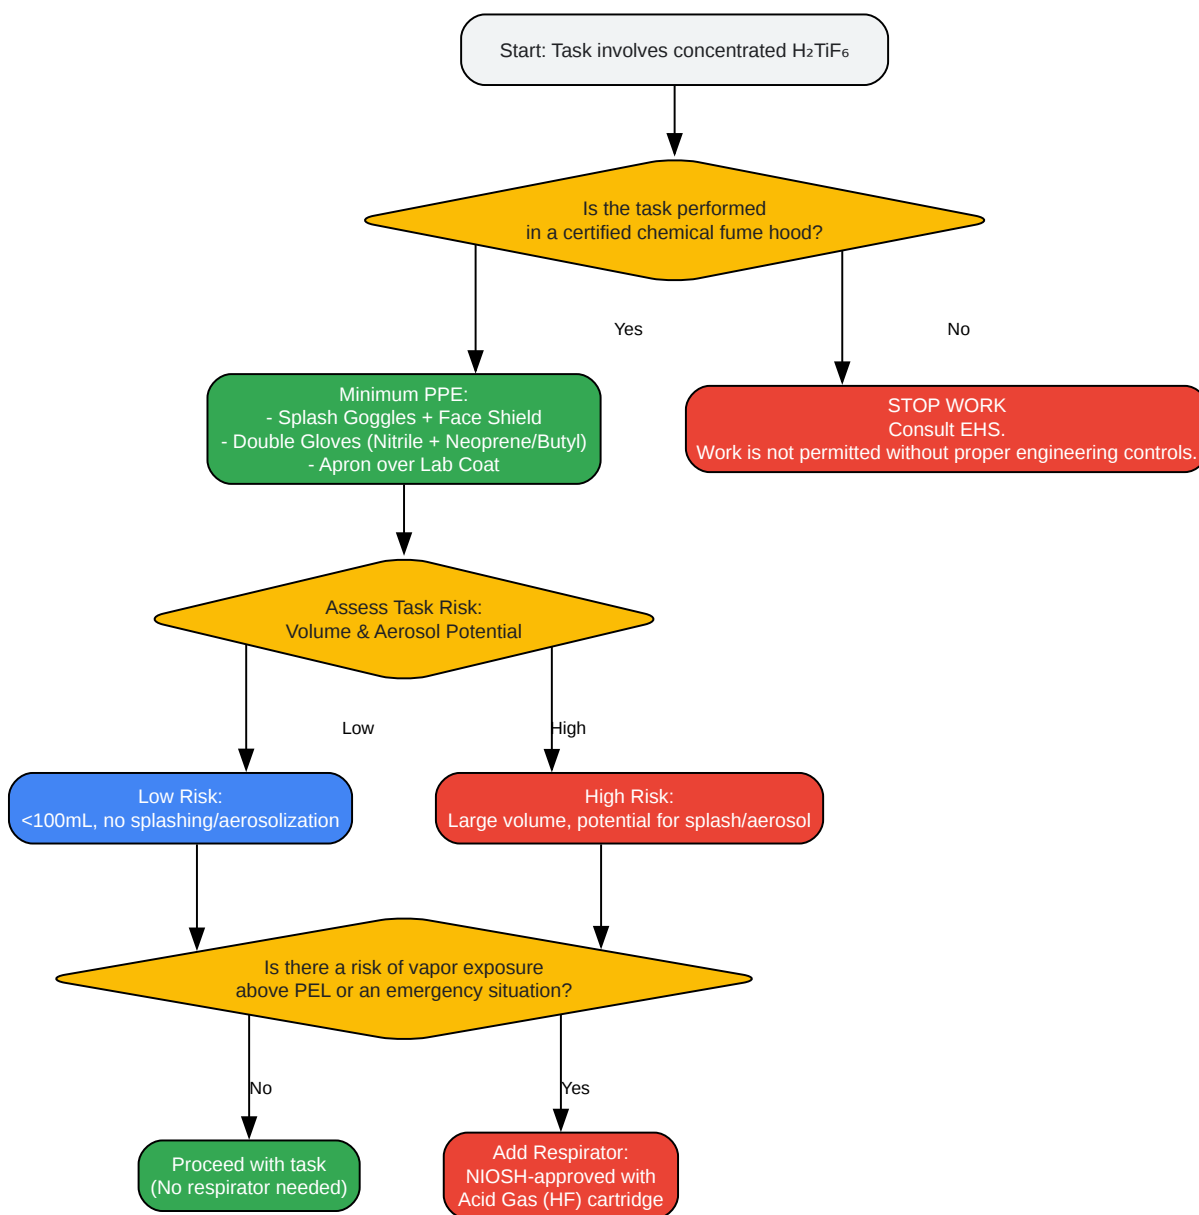 Start: Task involves concentrated H₂TiF₆
Is the task performed
in a certified chemical fume hood?
Yes
No
Minimum PPE:
- Splash Goggles + Face Shield
- Double Gloves (Nitrile + Neoprene/Butyl)
- Apron over Lab Coat
STOP WORK
Consult EHS.
Work is not permitted without proper engineering controls.
Assess Task Risk:
Volume & Aerosol Potential
Low
High
Low Risk:
<100mL, no splashing/aerosolization
High Risk:
Large volume, potential for splash/aerosol
Is there a risk of vapor exposure
above PEL or an emergency situation?
No
Yes
Proceed with task
(No respirator needed)
Add Respirator:
NIOSH-approved with
Acid Gas (HF) cartridge